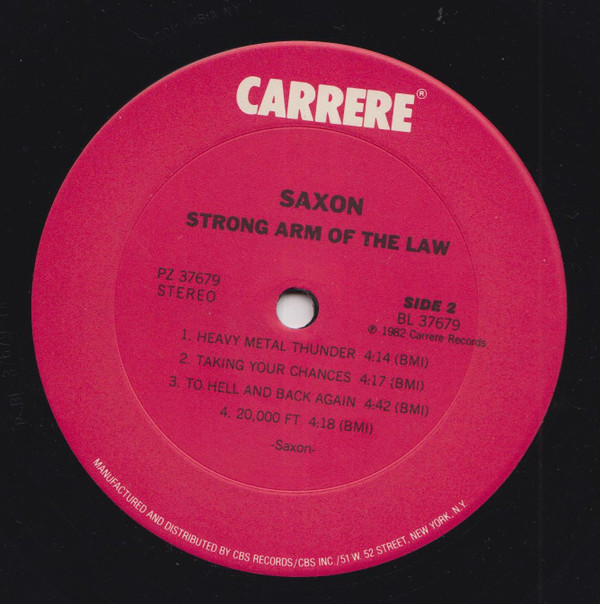 CARRERE®
SAXON
STRONG ARM OF THE LAW
PZ 37679
STEREO
SIDE 2
BL 37679
℗ 1982 Carrere Records
1. HEAVY METAL THUNDER 4:14 (BMI)
2. TAKING YOUR CHANCES 4:17 (BMI)
3. TO HELL AND BACK AGAIN 4:42 (BMI)
4. 20,000 FT 4:18 (BMI)
-Saxon-
MANUFACTURED AND DISTRIBUTED BY CBS RECORDS/CBS INC./51 W. 52 STREET, NEW YORK, N.Y.